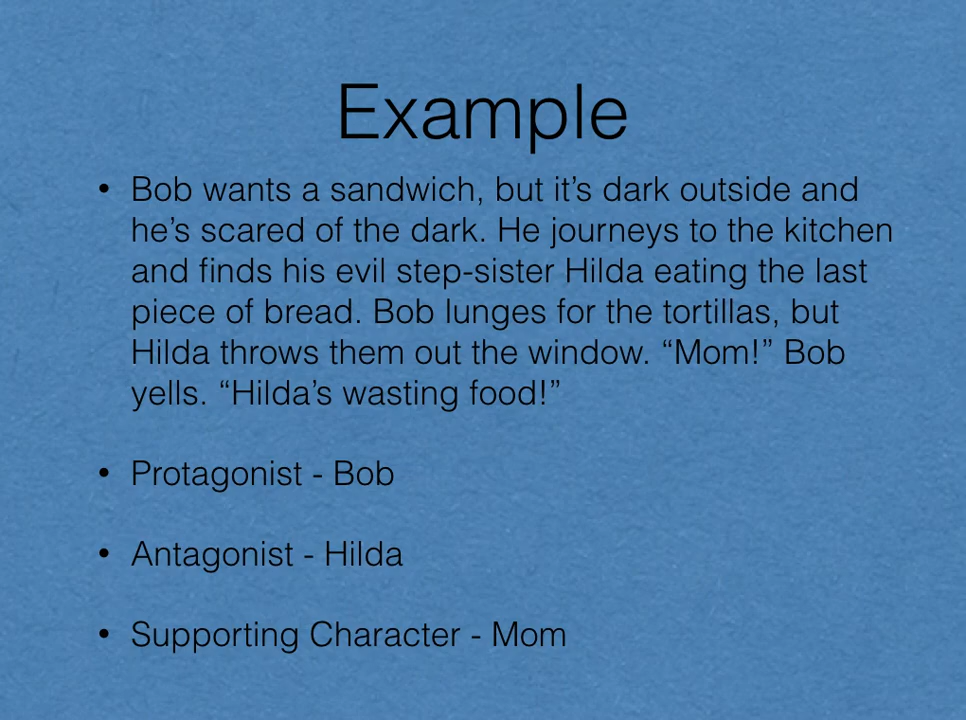 Example
• Bob wants a sandwich, but it’s dark outside and
he’s scared of the dark. He journeys to the kitchen
and finds his evil step-sister Hilda eating the last
piece of bread. Bob lunges for the tortillas, but
Hilda throws them out the window. “Mom!” Bob
yells. “Hilda’s wasting food!”
• Protagonist - Bob
• Antagonist - Hilda
• Supporting Character - Mom